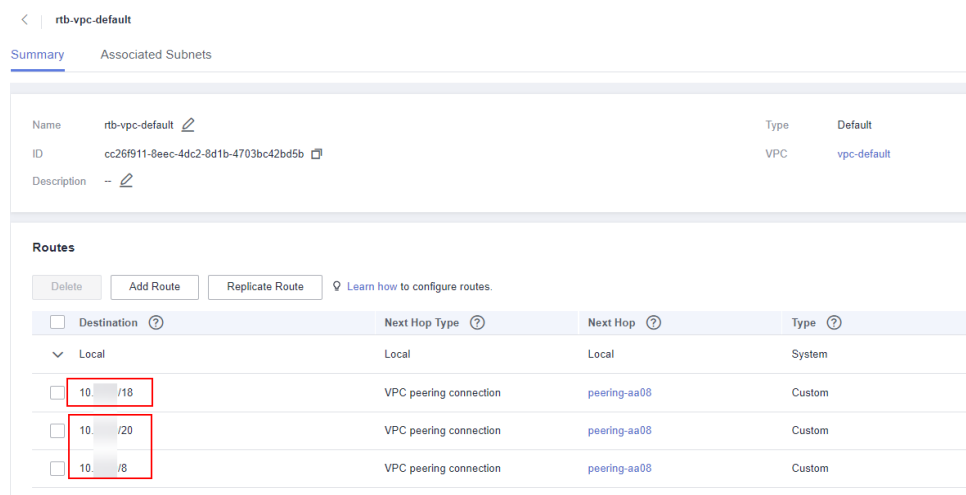 rtb-vpc-default
Summary Associated Subnets
Name rtb-vpc-default Type Default
ID cc26f911-8eec-4dc2-8d1b-4703bc42bd5b VPC vpc-default
Description --
Routes
Delete Add Route Replicate Route Learn how to configure routes.
Destination ? Next Hop Type ? Next Hop ? Type ?
Local Local Local System
10. /18 VPC peering connection peering-aa08 Custom
10. /20 VPC peering connection peering-aa08 Custom
10. /8 VPC peering connection peering-aa08 Custom